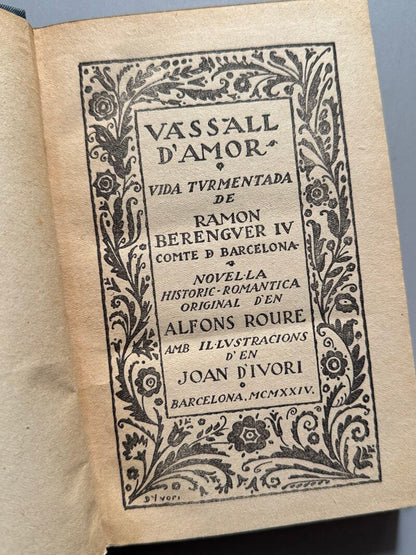 VASSALL
D'AMOR
VIDA TVRMENTADA
DE
RAMON
BERENGVER IV
COMTE D BARCELONA
NOVEL·LA
HISTORIC-ROMANTICA
ORIGINAL D'EN
ALFONS ROURE
AMB IL·LVSTRACIONS
D'EN
JOAN D'IVORI
BARCELONA, MCMXXIV.
D'IVORI